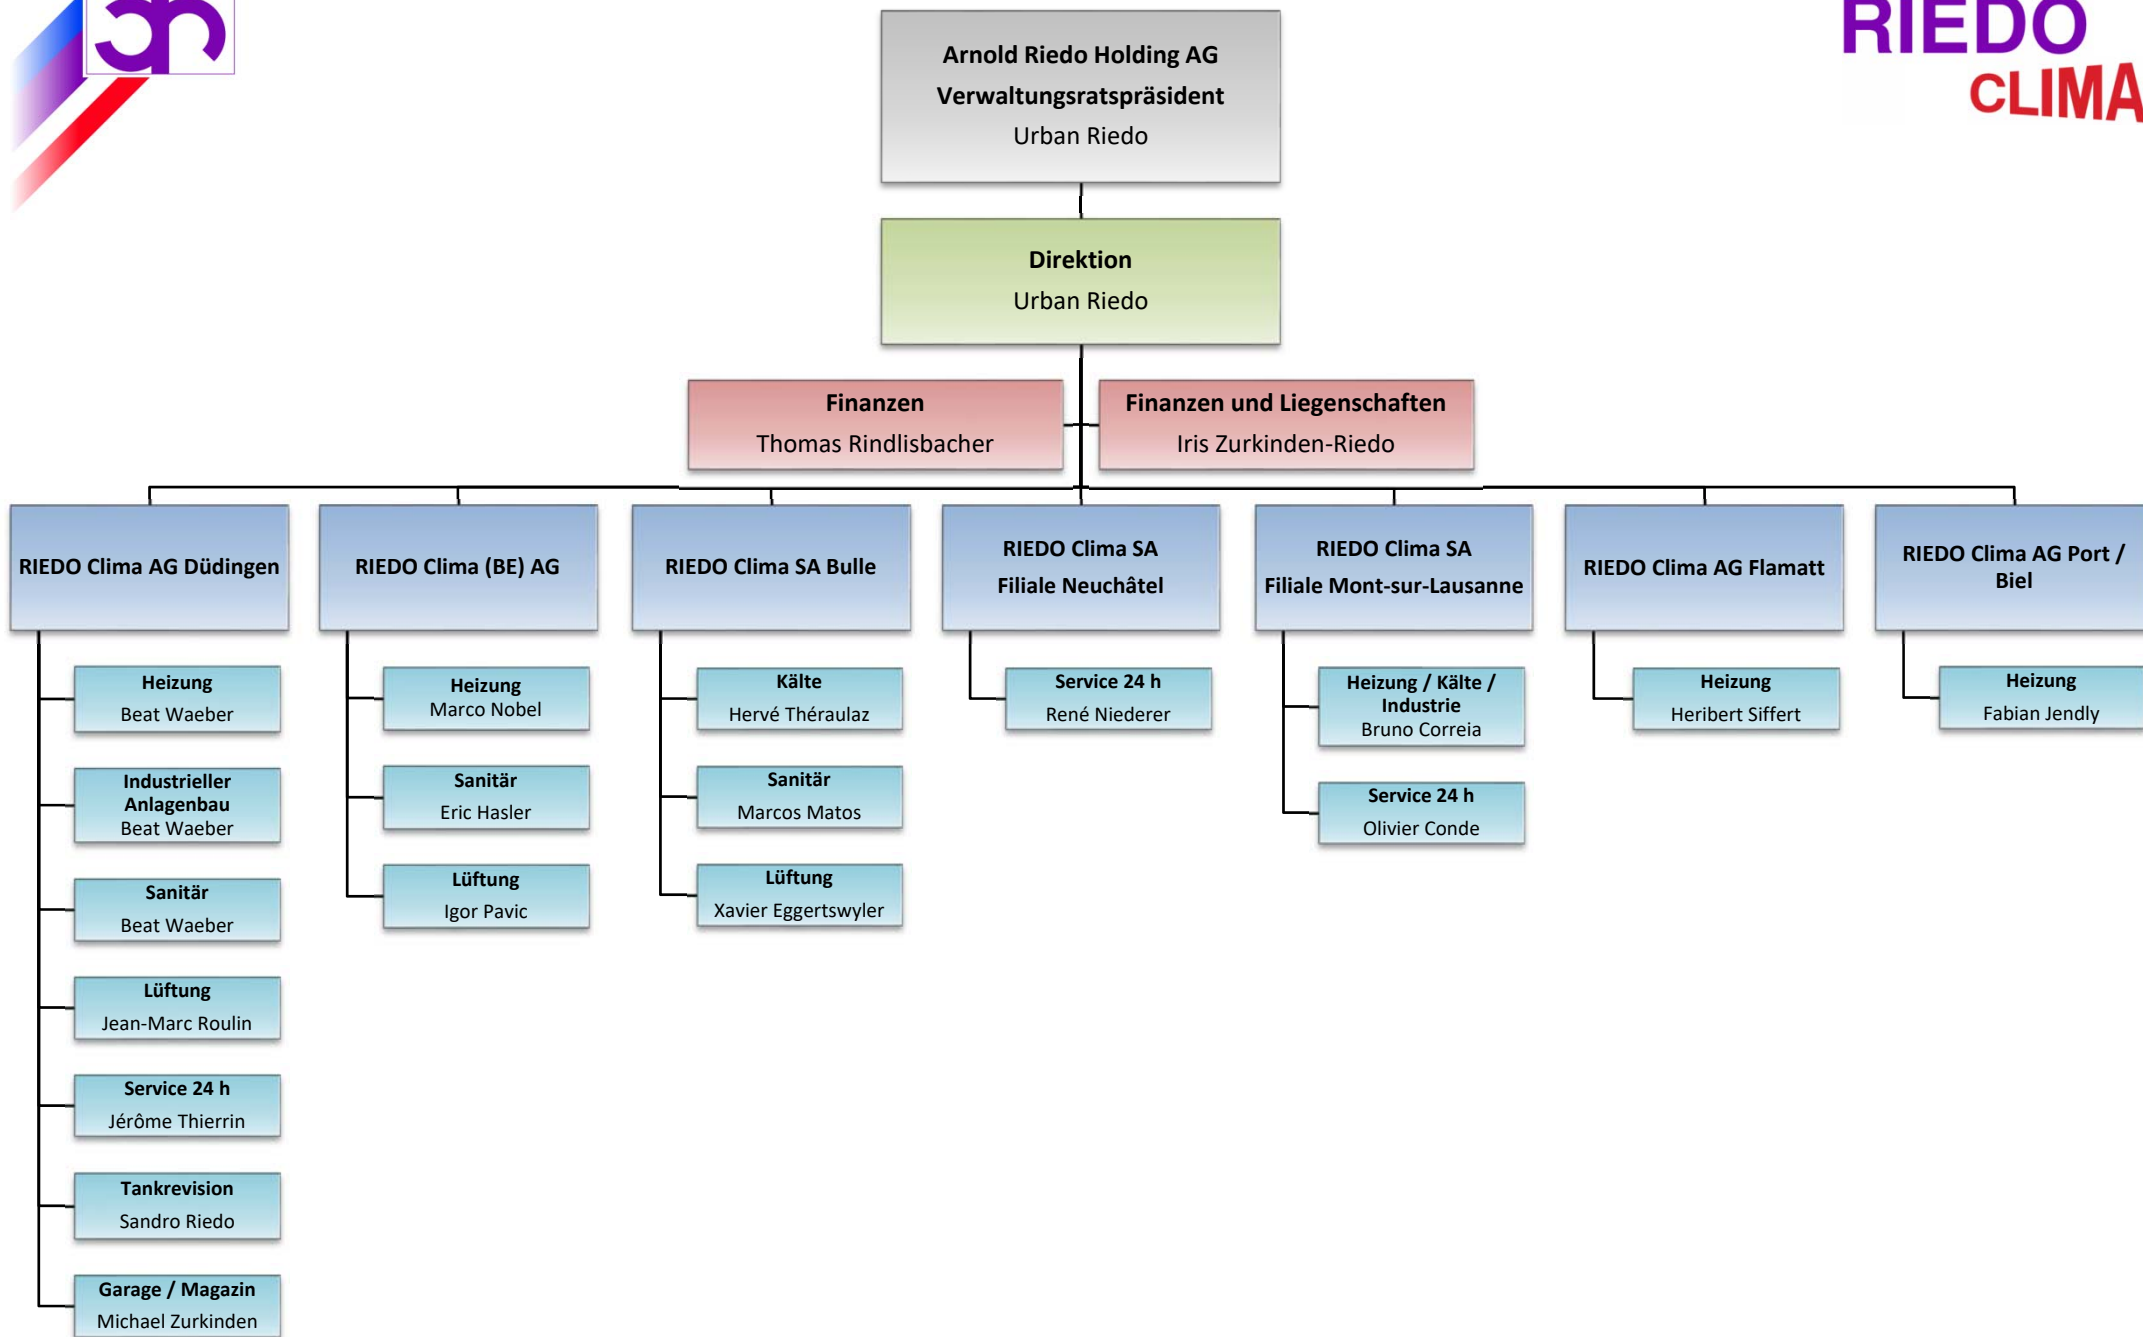 RIEDO
CLIMA
Arnold Riedo Holding AG
Verwaltungsratspräsident
Urban Riedo
Direktion
Urban Riedo
Finanzen
Thomas Rindlisbacher
Finanzen und Liegenschaften
Iris Zurkinden-Riedo
RIEDO Clima AG Düdingen
Heizung
Beat Waeber
Industrieller
Anlagenbau
Beat Waeber
Sanitär
Beat Waeber
Lüftung
Jean-Marc Roulin
Service 24 h
Jérôme Thierrin
Tankrevision
Sandro Riedo
Garage / Magazin
Michael Zurkinden
RIEDO Clima (BE) AG
Heizung
Marco Nobel
Sanitär
Eric Hasler
Lüftung
Igor Pavic
RIEDO Clima SA Bulle
Kälte
Hervé Théraulaz
Sanitär
Marcos Matos
Lüftung
Xavier Eggertswyler
RIEDO Clima SA
Filiale Neuchâtel
Service 24 h
René Niederer
RIEDO Clima SA
Filiale Mont-sur-Lausanne
Heizung / Kälte /
Industrie
Bruno Correia
Service 24 h
Olivier Conde
RIEDO Clima AG Flamatt
Heizung
Heribert Siffert
RIEDO Clima AG Port /
Biel
Heizung
Fabian Jendly